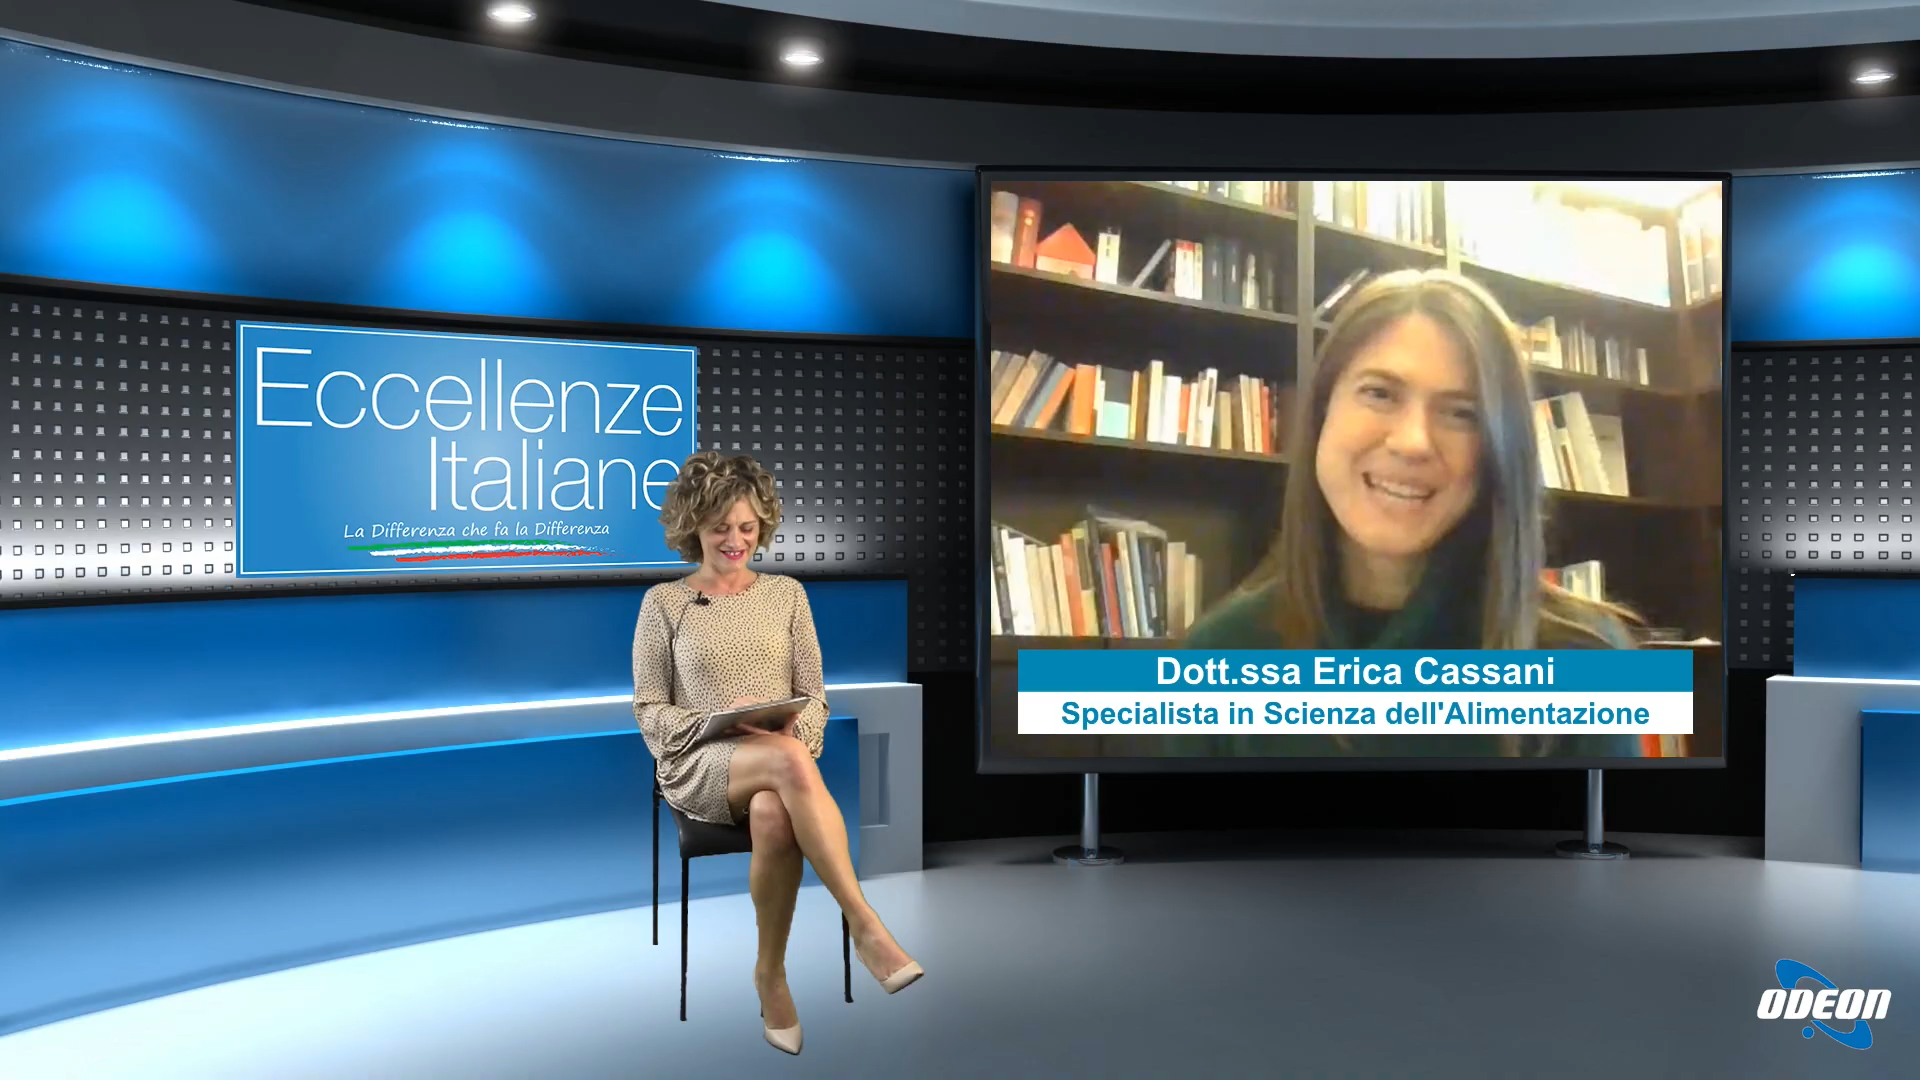 Eccellenze
Italiane
La Differenza che fa la Differenza
Dott.ssa Erica Cassani
Specialista in Scienza dell'Alimentazione
ODEON